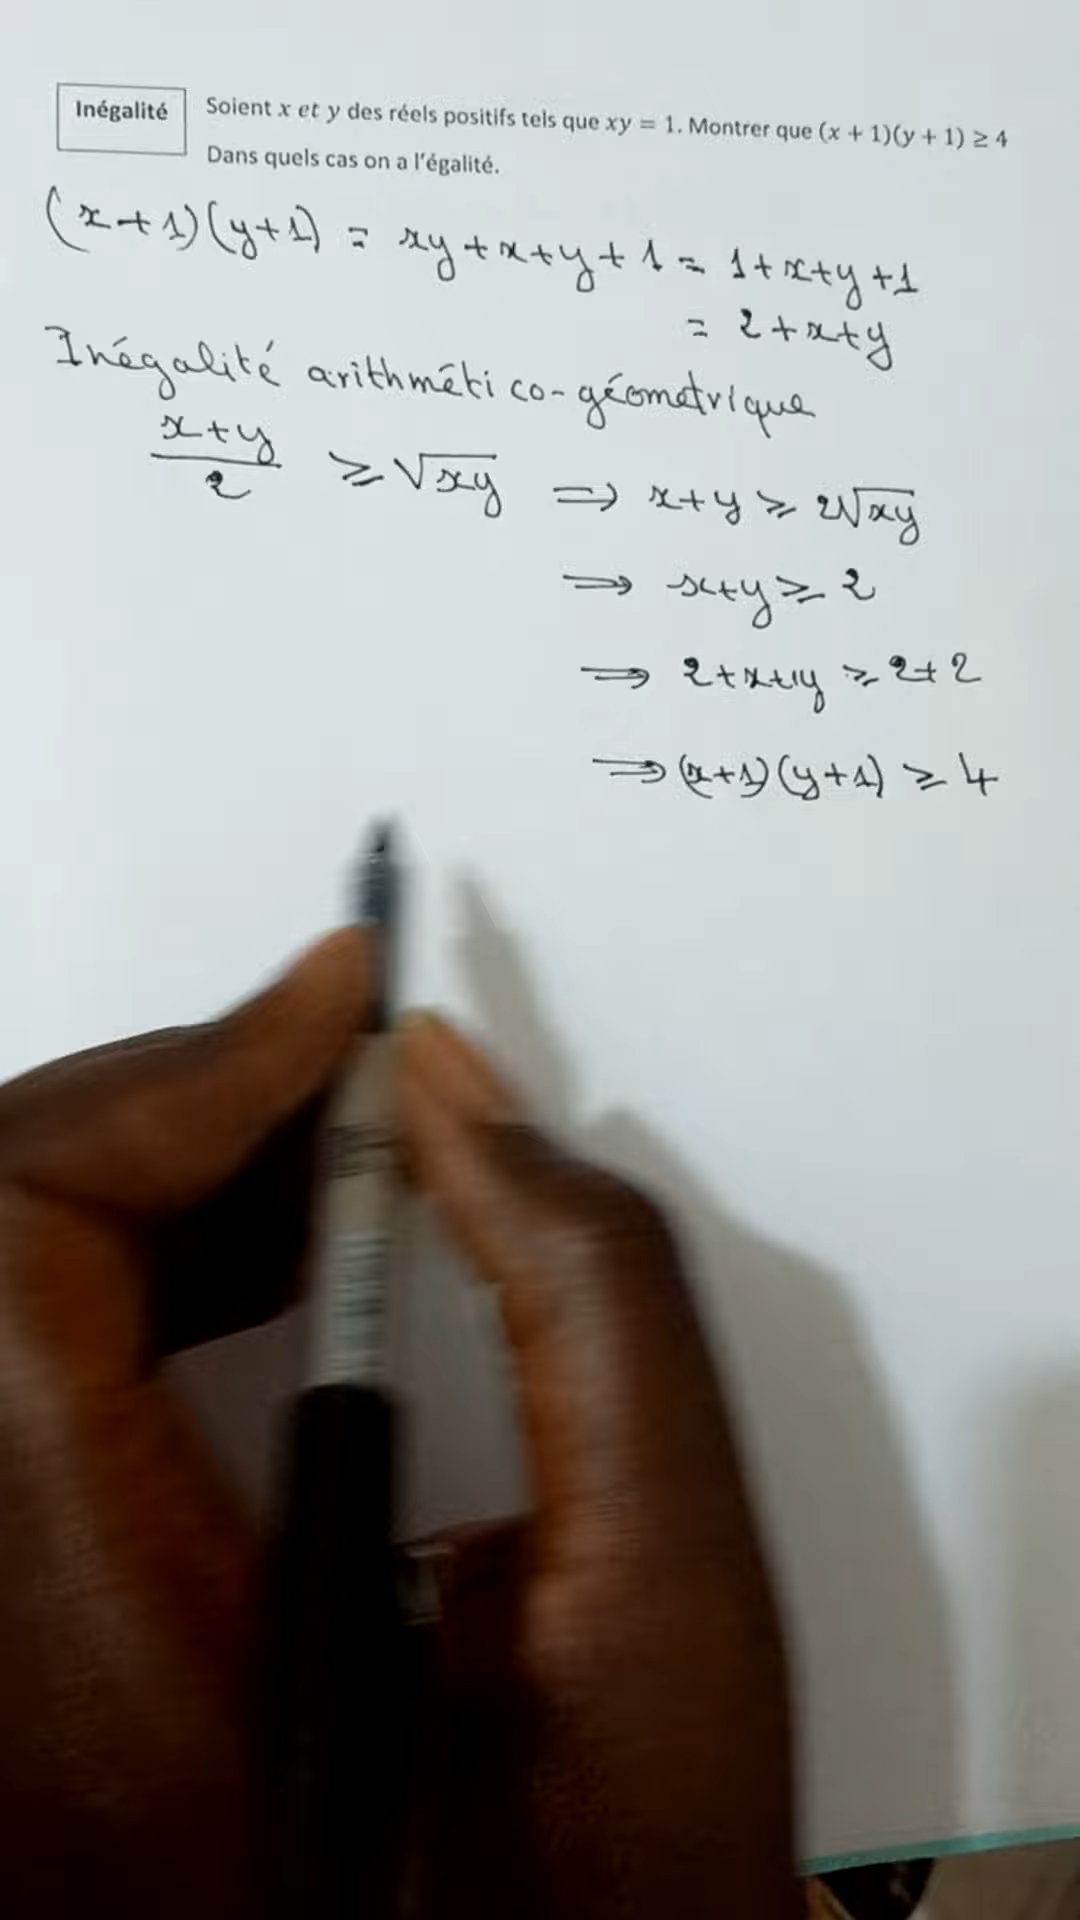 Inégalité
Soient x et y des réels positifs tels que xy = 1. Montrer que (x + 1)(y + 1) ≥ 4
Dans quels cas on a l'égalité.
(x+1)(y+1) = xy+x+y+1 = 1+x+y+1
= 2+x+y
Inégalité arithmético-géometrique
(x+y)/2 ≥ √xy ⇒ x+y ≥ 2√xy
⇒ x+y ≥ 2
⇒ 2+x+y ≥ 2+2
⇒ (x+1)(y+1) ≥ 4